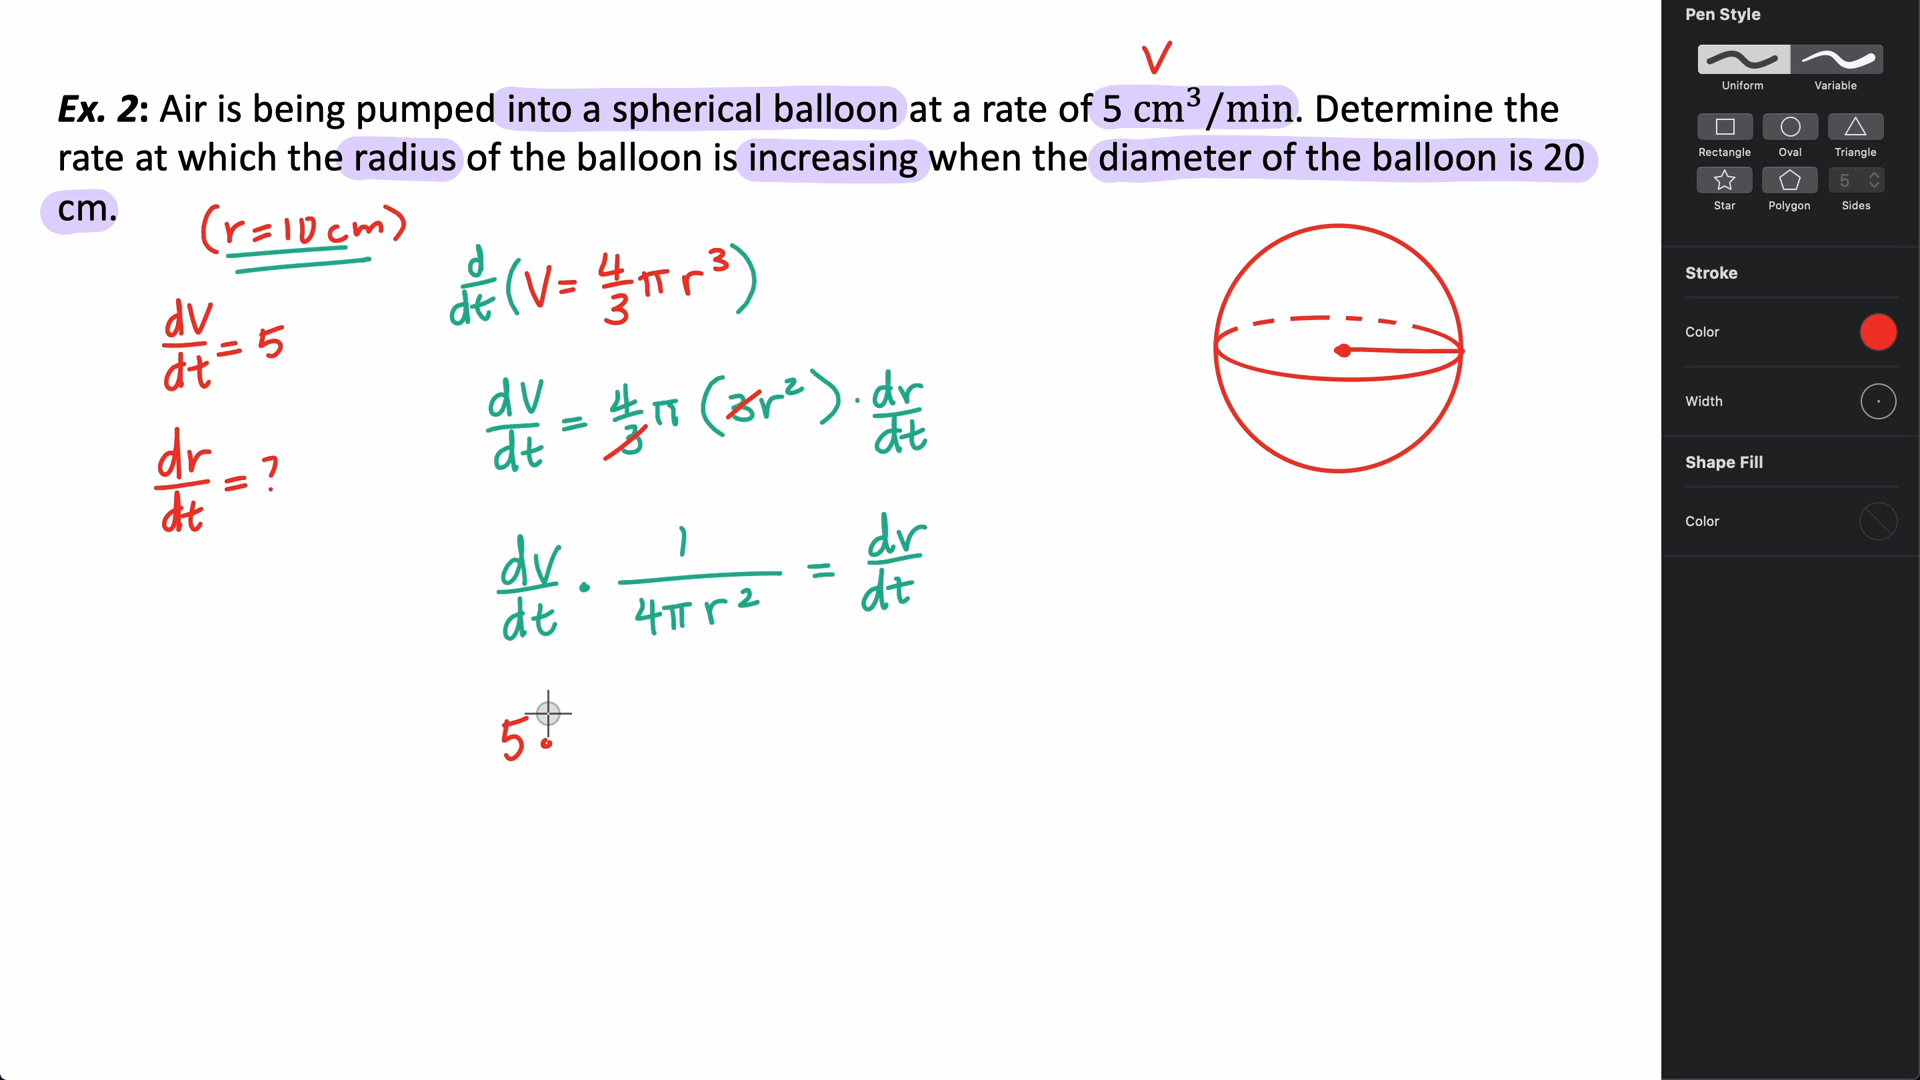 V
Ex. 2: Air is being pumped into a spherical balloon at a rate of 5 cm³/min. Determine the
rate at which the radius of the balloon is increasing when the diameter of the balloon is 20
cm.
(r = 10 cm)
dV/dt = 5
dr/dt = ?
d/dt (V = 4/3 π r³)
dV/dt = 4/3 π (3r²) · dr/dt
dV/dt · 1/4πr² = dr/dt
5 ·
Pen Style
Uniform Variable
Rectangle Oval Triangle
5
Star Polygon Sides
Stroke
Color
Width
Shape Fill
Color